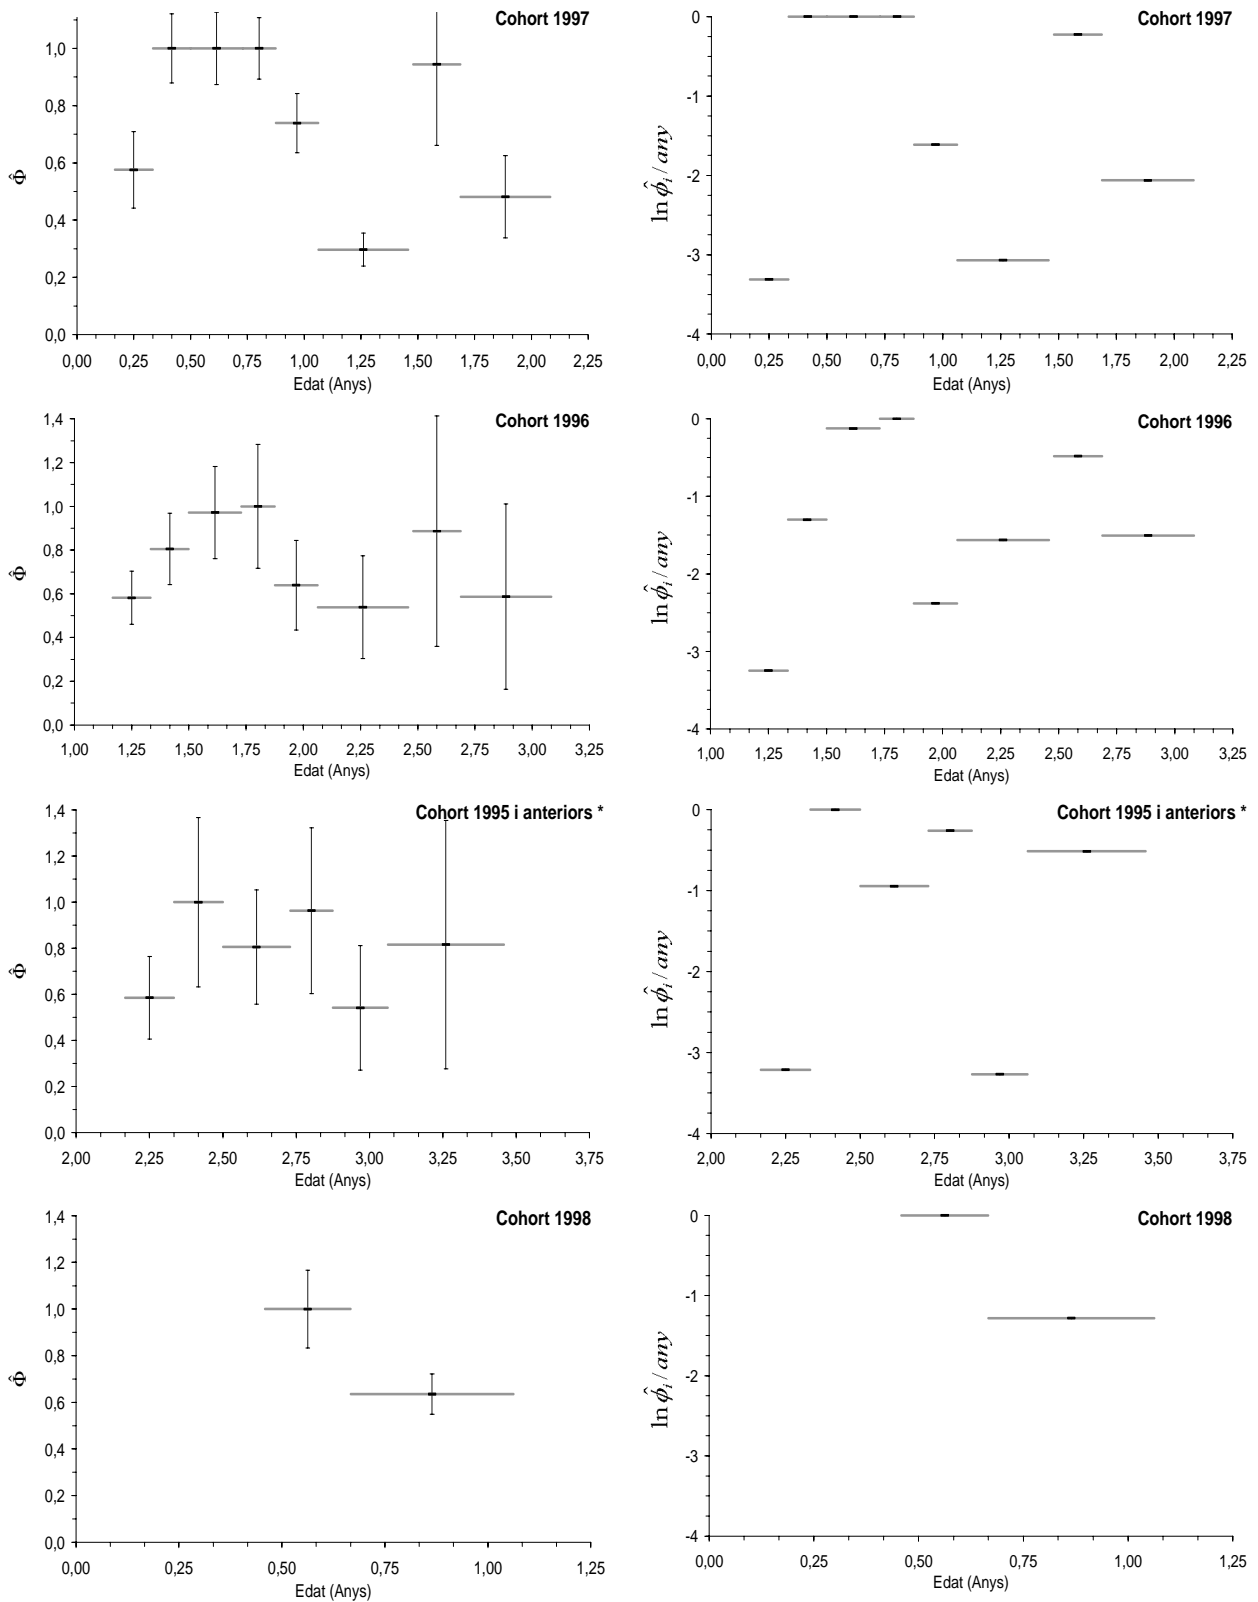 Cohort 1997
1,0
0,8
0,6
0,4
0,2
0,0
Φ̂
0,00 0,25 0,50 0,75 1,00 1,25 1,50 1,75 2,00 2,25
Edat (Anys)
Cohort 1997
0
-1
-2
-3
-4
ln ϕ̂i / any
0,00 0,25 0,50 0,75 1,00 1,25 1,50 1,75 2,00 2,25
Edat (Anys)
Cohort 1996
1,4
1,2
1,0
0,8
0,6
0,4
0,2
0,0
Φ̂
1,00 1,25 1,50 1,75 2,00 2,25 2,50 2,75 3,00 3,25
Edat (Anys)
Cohort 1996
0
-1
-2
-3
-4
ln ϕ̂i / any
1,00 1,25 1,50 1,75 2,00 2,25 2,50 2,75 3,00 3,25
Edat (Anys)
Cohort 1995 i anteriors *
1,4
1,2
1,0
0,8
0,6
0,4
0,2
0,0
Φ̂
2,00 2,25 2,50 2,75 3,00 3,25 3,50 3,75
Edat (Anys)
Cohort 1995 i anteriors *
0
-1
-2
-3
-4
ln ϕ̂i / any
2,00 2,25 2,50 2,75 3,00 3,25 3,50 3,75
Edat (Anys)
Cohort 1998
1,4
1,2
1,0
0,8
0,6
0,4
0,2
0,0
Φ̂
0,00 0,25 0,50 0,75 1,00 1,25
Edat (Anys)
Cohort 1998
0
-1
-2
-3
-4
ln ϕ̂i / any
0,00 0,25 0,50 0,75 1,00 1,25
Edat (Anys)